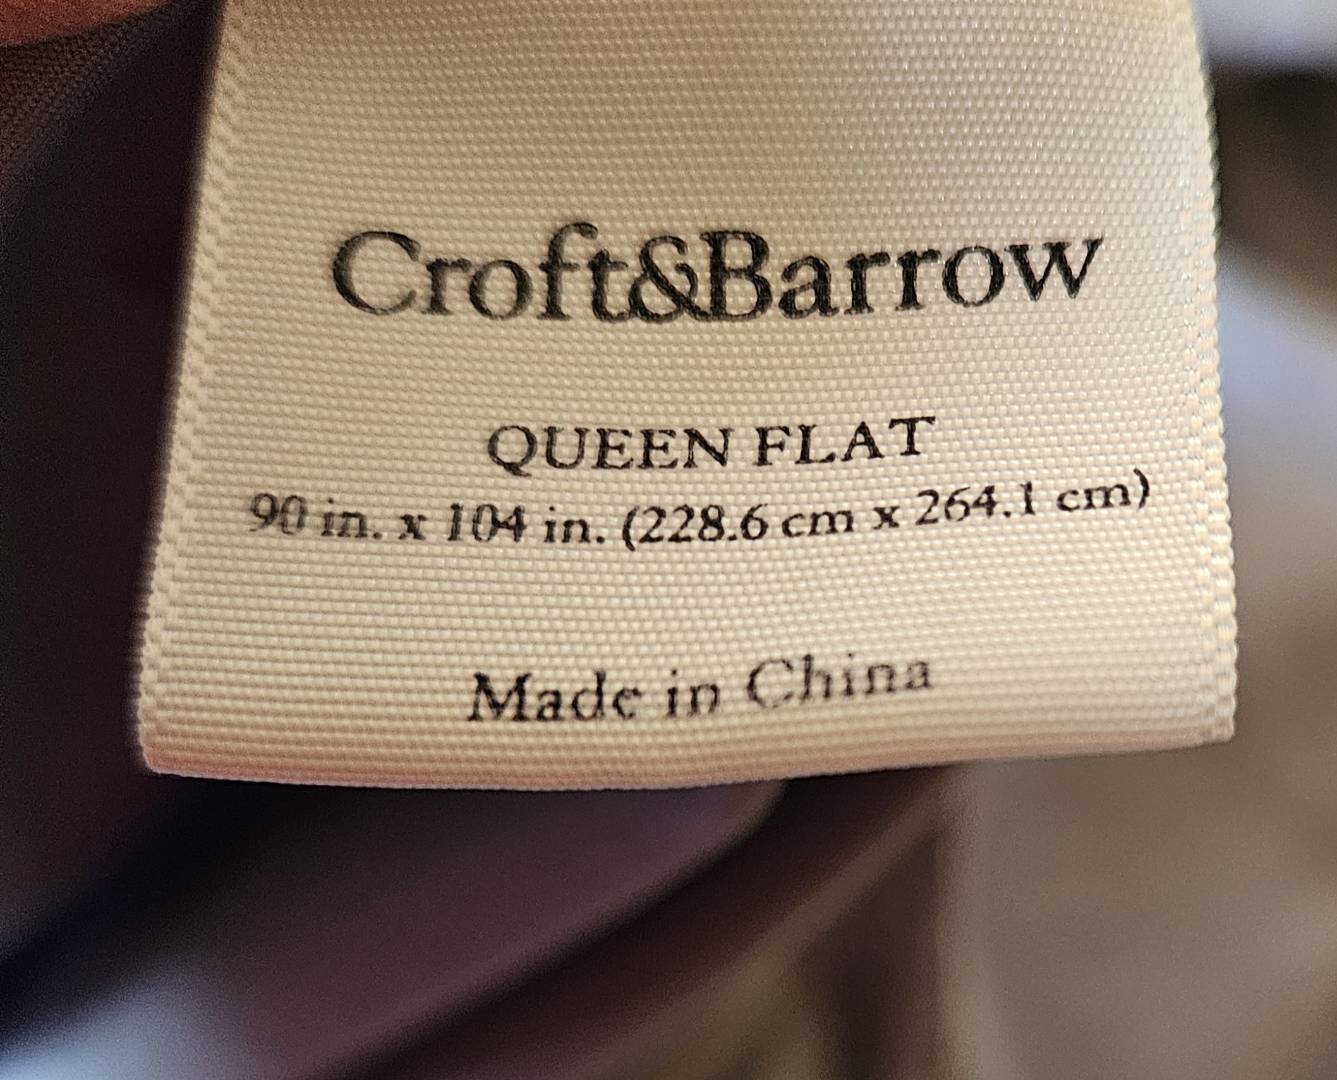 Croft&Barrow
QUEEN FLAT
90 in. x 104 in. (228.6 cm x 264.1 cm)
Made in China